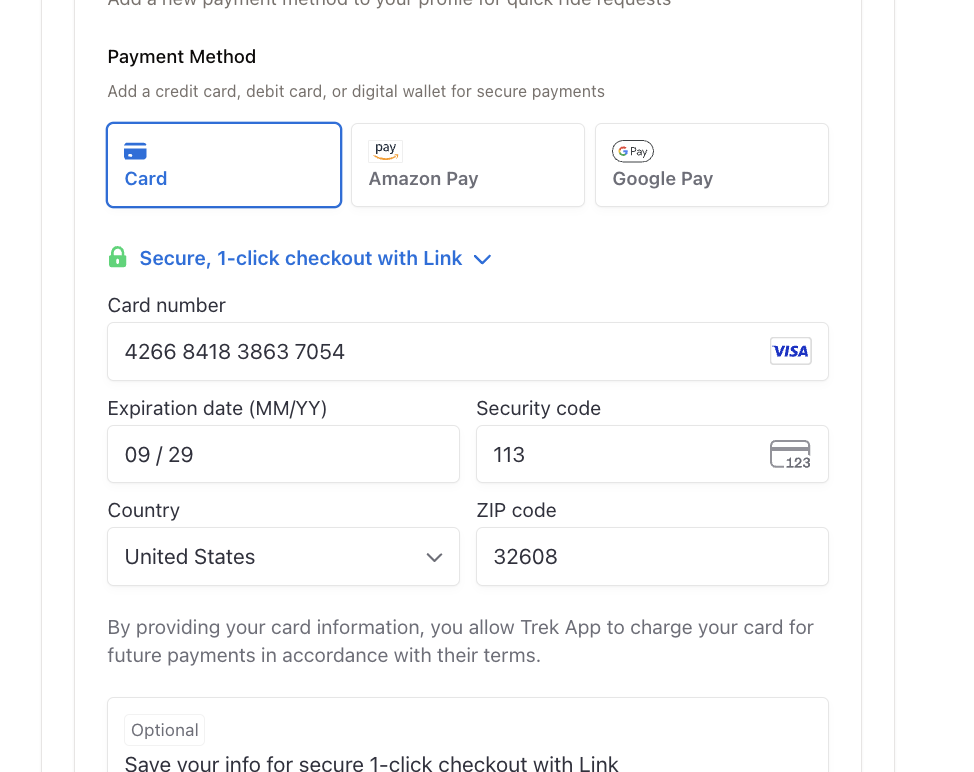 Add a new payment method to your profile for quick ride requests
Payment Method
Add a credit card, debit card, or digital wallet for secure payments
Card
pay
Amazon Pay
G Pay
Google Pay
Secure, 1-click checkout with Link
Card number
4266 8418 3863 7054
VISA
Expiration date (MM/YY)
Security code
09 / 29
113
123
Country
ZIP code
United States
32608
By providing your card information, you allow Trek App to charge your card for
future payments in accordance with their terms.
Optional
Save your info for secure 1-click checkout with Link